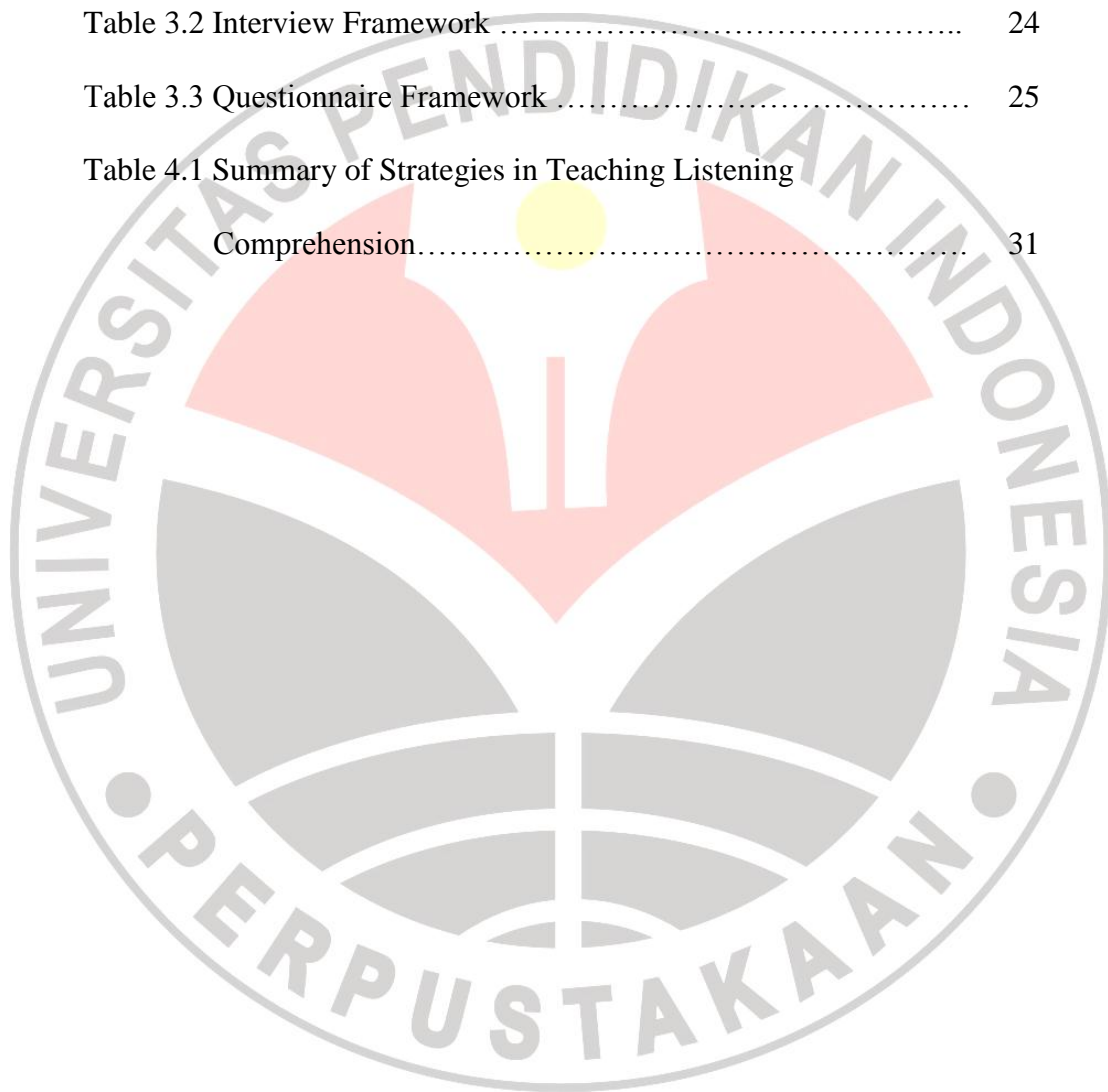 Table 3.2 Interview Framework …………………………………….. 24
Table 3.3 Questionnaire Framework ………………………………… 25
Table 4.1 Summary of Strategies in Teaching Listening
Comprehension……………………………………………. 31
UNIVERSITAS PENDIDIKAN INDONESIA
PERPUSTAKAAN